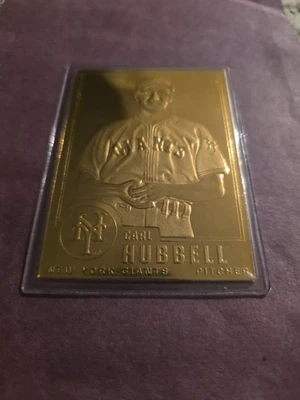 GIANTS
NY
CARL
HUBBELL
NEW YORK GIANTS PITCHER